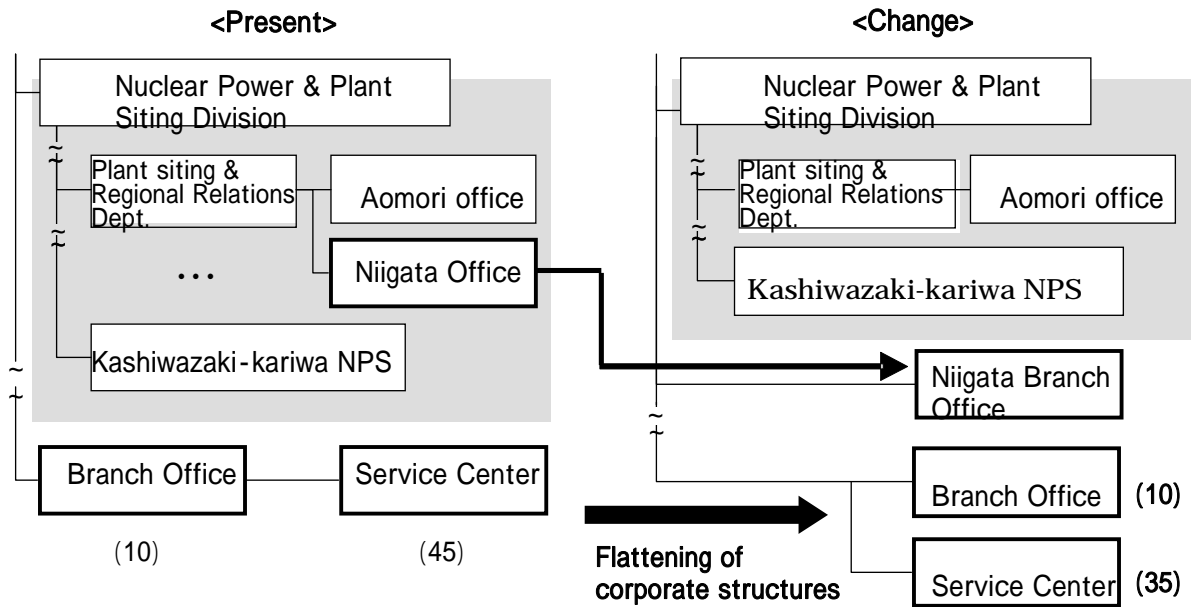 <Present>
Nuclear Power & Plant
Siting Division
Plant siting &
Regional Relations
Dept.
Aomori office
Niigata Office
...
Kashiwazaki-kariwa NPS
Branch Office
Service Center
(10)
(45)
<Change>
Nuclear Power & Plant
Siting Division
Plant siting &
Regional Relations
Dept.
Aomori office
Kashiwazaki-kariwa NPS
Niigata Branch
Office
Branch Office
(10)
Service Center
(35)
Flattening of
corporate structures